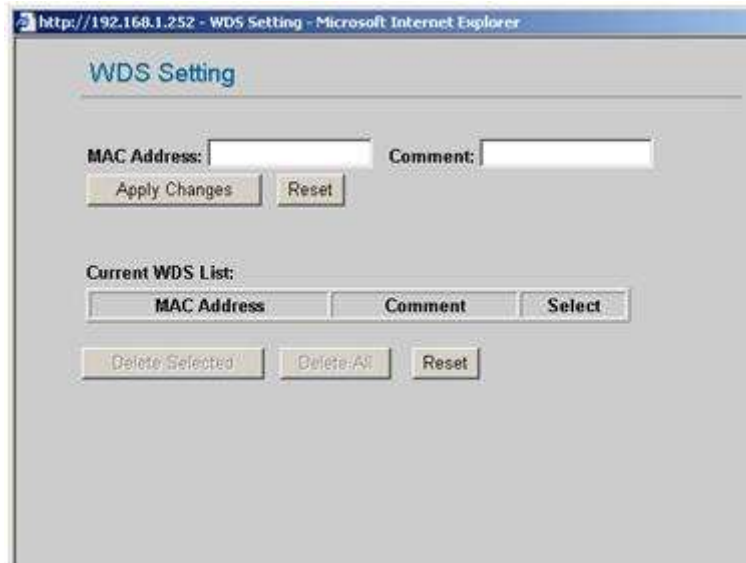 http://192.168.1.252 - WDS Setting - Microsoft Internet Explorer
WDS Setting
MAC Address: Comment:
Apply Changes Reset
Current WDS List:
MAC Address Comment Select
Delete Selected Delete All Reset